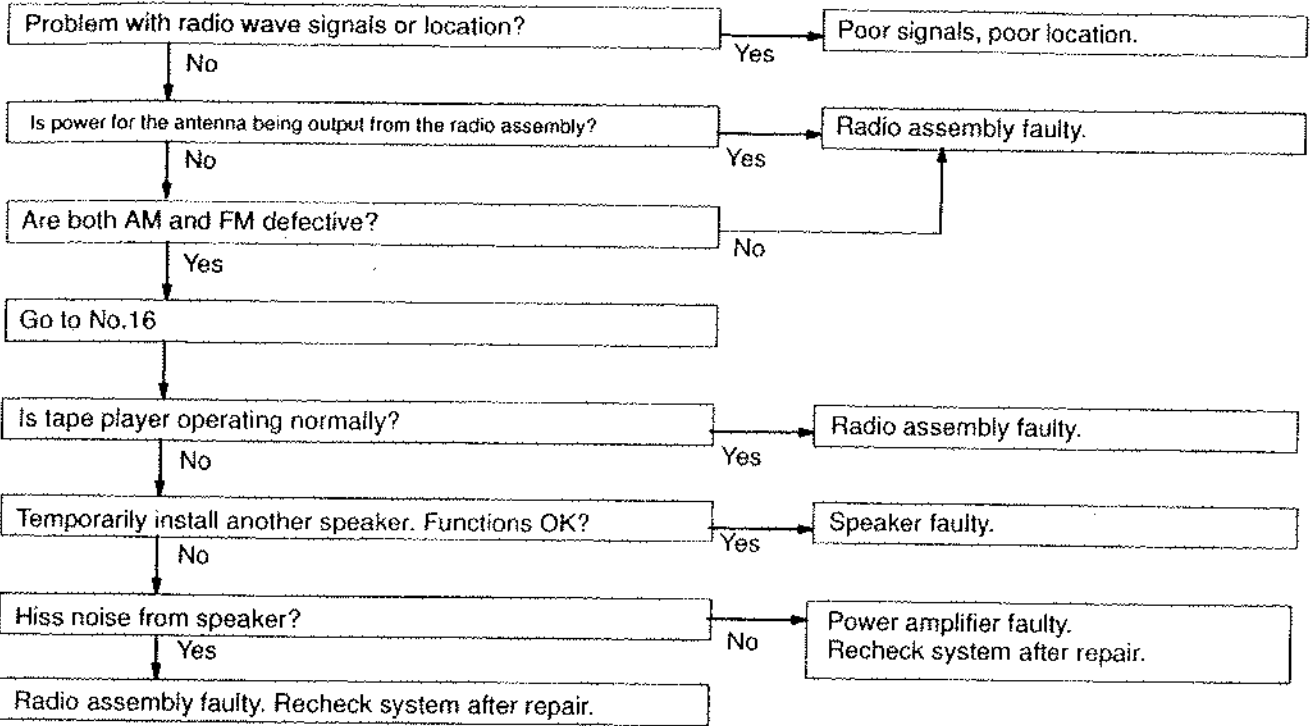 Problem with radio wave signals or location?
Yes
Poor signals, poor location.
No
Is power for the antenna being output from the radio assembly?
Yes
Radio assembly faulty.
No
Are both AM and FM defective?
No
Yes
Go to No.16
Is tape player operating normally?
Yes
Radio assembly faulty.
No
Temporarily install another speaker. Functions OK?
Yes
Speaker faulty.
No
Hiss noise from speaker?
No
Power amplifier faulty.
Recheck system after repair.
Yes
Radio assembly faulty. Recheck system after repair.